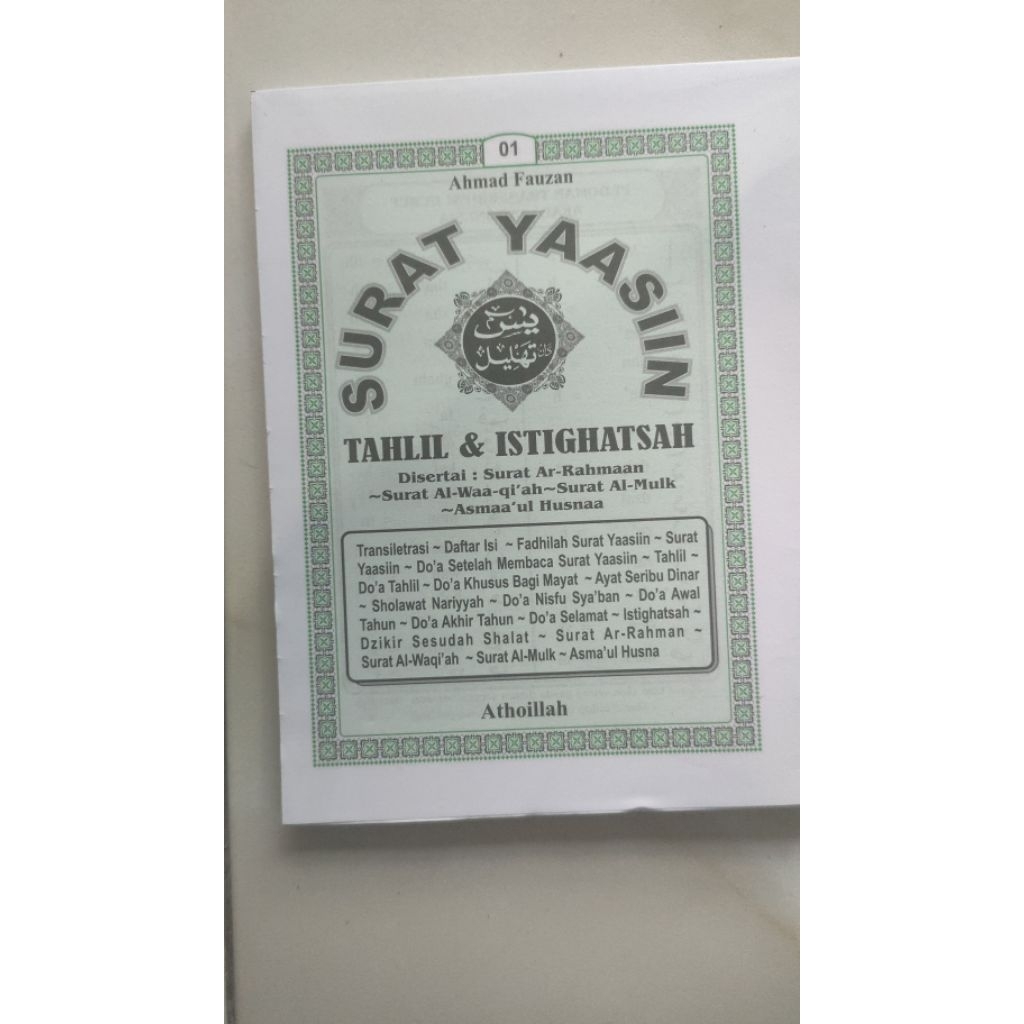 01
Ahmad Fauzan
SURAT YAASIIN
يس
دان تهليل
TAHLIL & ISTIGHATSAH
Disertai : Surat Ar-Rahmaan
~Surat Al-Waa-qi'ah~Surat Al-Mulk
~Asmaa'ul Husnaa
Transiletrasi ~ Daftar Isi ~ Fadhilah Surat Yaasiin ~ Surat
Yaasiin ~ Do'a Setelah Membaca Surat Yaasiin ~ Tahlil ~
Do'a Tahlil ~ Do'a Khusus Bagi Mayat ~ Ayat Seribu Dinar
~ Sholawat Nariyyah ~ Do'a Nisfu Sya'ban ~ Do'a Awal
Tahun ~ Do'a Akhir Tahun ~ Do'a Selamat ~ Istighatsah ~
Dzikir Sesudah Shalat ~ Surat Ar-Rahman ~
Surat Al-Waqi'ah ~ Surat Al-Mulk ~ Asma'ul Husna
Athoillah